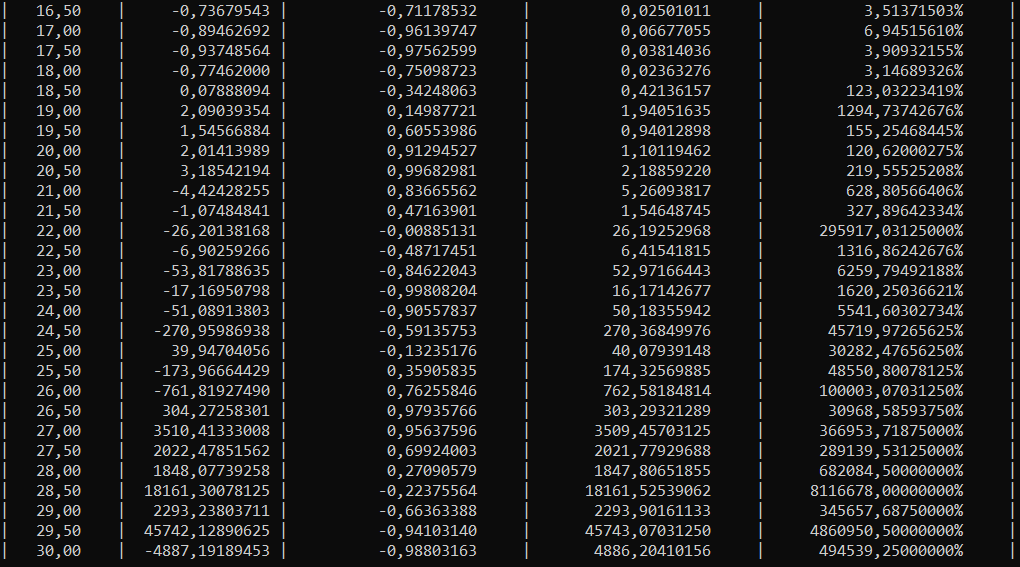 | 16,50 | -0,73679543 | -0,71178532 | 0,02501011 | 3,51371503% |
| 17,00 | -0,89462692 | -0,96139747 | 0,06677055 | 6,94515610% |
| 17,50 | -0,93748564 | -0,97562599 | 0,03814036 | 3,90932155% |
| 18,00 | -0,77462000 | -0,75098723 | 0,02363276 | 3,14689326% |
| 18,50 | 0,07888094 | -0,34248063 | 0,42136157 | 123,03223419% |
| 19,00 | 2,09039354 | 0,14987721 | 1,94051635 | 1294,73742676% |
| 19,50 | 1,54566884 | 0,60553986 | 0,94012898 | 155,25468445% |
| 20,00 | 2,01413989 | 0,91294527 | 1,10119462 | 120,62000275% |
| 20,50 | 3,18542194 | 0,99682981 | 2,18859220 | 219,55525208% |
| 21,00 | -4,42428255 | 0,83665562 | 5,26093817 | 628,80566406% |
| 21,50 | -1,07484841 | 0,47163901 | 1,54648745 | 327,89642334% |
| 22,00 | -26,20138168 | -0,00885131 | 26,19252968 | 295917,03125000% |
| 22,50 | -6,90259266 | -0,48717451 | 6,41541815 | 1316,86242676% |
| 23,00 | -53,81788635 | -0,84622043 | 52,97166443 | 6259,79492188% |
| 23,50 | -17,16950798 | -0,99808204 | 16,17142677 | 1620,25036621% |
| 24,00 | -51,08913803 | -0,90557837 | 50,18355942 | 5541,60302734% |
| 24,50 | -270,95986938 | -0,59135753 | 270,36849976 | 45719,97265625% |
| 25,00 | 39,94704056 | -0,13235176 | 40,07939148 | 30282,47656250% |
| 25,50 | -173,96664429 | 0,35905835 | 174,32569885 | 48550,80078125% |
| 26,00 | -761,81927490 | 0,76255846 | 762,58184814 | 100003,07031250% |
| 26,50 | 304,27258301 | 0,97935766 | 303,29321289 | 30968,58593750% |
| 27,00 | 3510,41333008 | 0,95637596 | 3509,45703125 | 366953,71875000% |
| 27,50 | 2022,47851562 | 0,69924003 | 2021,77929688 | 289139,53125000% |
| 28,00 | 1848,07739258 | 0,27090579 | 1847,80651855 | 682084,50000000% |
| 28,50 | 18161,30078125 | -0,22375564 | 18161,52539062 | 8116678,00000000% |
| 29,00 | 2293,23803711 | -0,66363388 | 2293,90161133 | 345657,68750000% |
| 29,50 | 45742,12890625 | -0,94103140 | 45743,07031250 | 4860950,50000000% |
| 30,00 | -4887,19189453 | -0,98803163 | 4886,20410156 | 494539,25000000% |